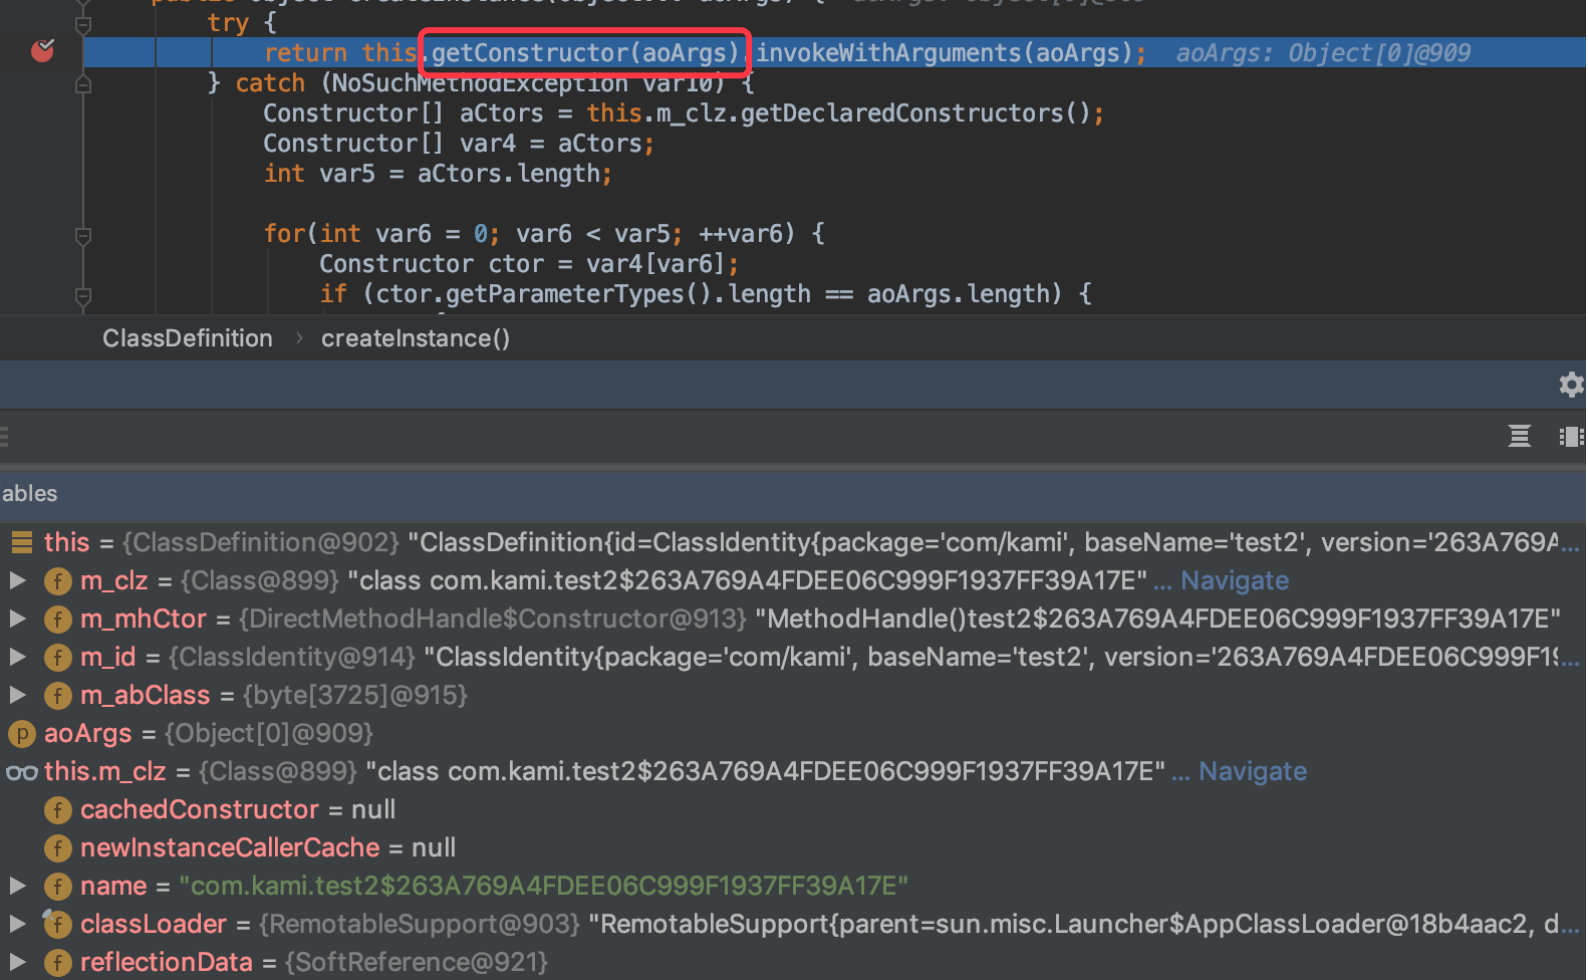 try {
return this.getConstructor(aoArgs).invokeWithArguments(aoArgs); aoArgs: Object[0]@909
} catch (NoSuchMethodException var10) {
Constructor[] aCtors = this.m_clz.getDeclaredConstructors();
Constructor[] var4 = aCtors;
int var5 = aCtors.length;
for(int var6 = 0; var6 < var5; ++var6) {
Constructor ctor = var4[var6];
if (ctor.getParameterTypes().length == aoArgs.length) {
ClassDefinition › createInstance()
ables
this = {ClassDefinition@902} "ClassDefinition{id=ClassIdentity{package='com/kami', baseName='test2', version='263A769A...
f m_clz = {Class@899} "class com.kami.test2$263A769A4FDEE06C999F1937FF39A17E" ... Navigate
f m_mhCtor = {DirectMethodHandle$Constructor@913} "MethodHandle()test2$263A769A4FDEE06C999F1937FF39A17E"
f m_id = {ClassIdentity@914} "ClassIdentity{package='com/kami', baseName='test2', version='263A769A4FDEE06C999F19...
f m_abClass = {byte[3725]@915}
p aoArgs = {Object[0]@909}
this.m_clz = {Class@899} "class com.kami.test2$263A769A4FDEE06C999F1937FF39A17E" ... Navigate
f cachedConstructor = null
f newInstanceCallerCache = null
f name = "com.kami.test2$263A769A4FDEE06C999F1937FF39A17E"
f classLoader = {RemotableSupport@903} "RemotableSupport{parent=sun.misc.Launcher$AppClassLoader@18b4aac2, d...
f reflectionData = {SoftReference@921}